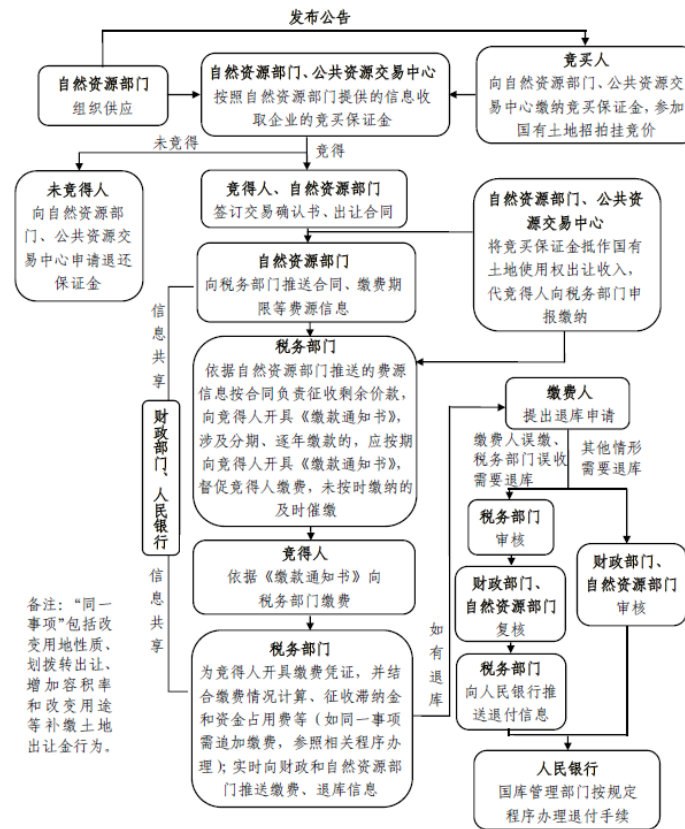 发布公告
自然资源部门
组织供应
自然资源部门、公共资源交易中心
按照自然资源部门提供的信息收
取企业的竞买保证金
竞买人
向自然资源部门、公共资源交
易中心缴纳竞买保证金,参加
国有土地招拍挂竞价
未竞得
竞得
未竞得人
向自然资源部
门、公共资源交
易中心申请退还
保证金
竞得人、自然资源部门
签订交易确认书、出让合同
自然资源部门、公共资
源交易中心
将竞买保证金抵作国有
土地使用权出让收入,
代竞得人向税务部门申
报缴纳
自然资源部门
向税务部门推送合同、缴费期
限等费源信息
信息共享
财政部门、人民银行
信息共享
税务部门
依据自然资源部门推送的费源
信息按合同负责征收剩余价款,
向竞得人开具《缴款通知书》,
涉及分期、逐年缴款的,应按期
向竞得人开具《缴款通知书》,
督促竞得人缴费,未按时缴纳的
及时催缴
竞得人
依据《缴款通知书》向
税务部门缴费
税务部门
为竞得人开具缴费凭证,并结
合缴费情况计算、征收滞纳金
和资金占用费等(如同一事项
需追加缴费,参照相关程序办
理);实时向财政和自然资源部
门推送缴费、退库信息
如有退库
缴费人
提出退库申请
缴费人误缴、
税务部门误收
需要退库
其他情形
需要退库
税务部门
审核
财政部门、
自然资源部门
复核
税务部门
向人民银行推
送退付信息
财政部门、
自然资源部门
审核
人民银行
国库管理部门按规定
程序办理退付手续
备注:“同一
事项”包括改
变用地性质、
划拨转出让、
增加容积率
和改变用途
等补缴土地
出让金行为。